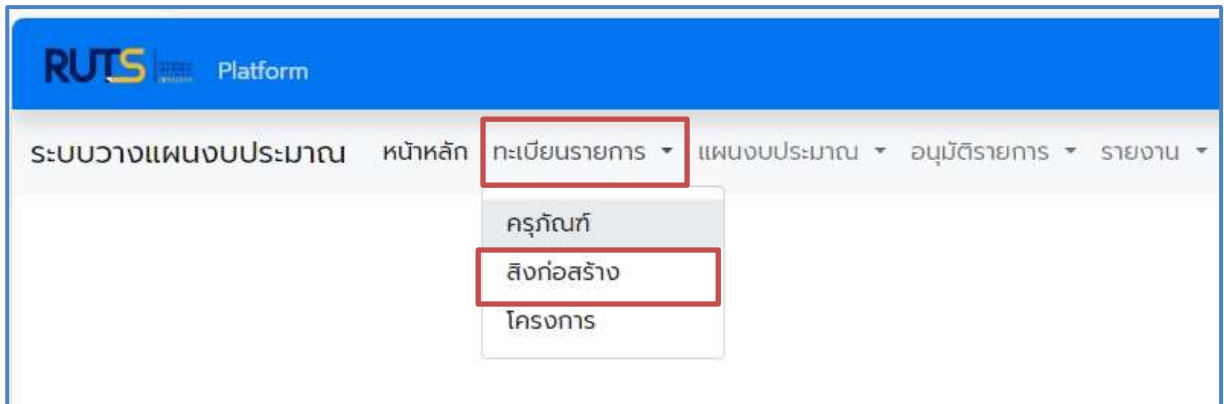 RUTS Platform
ระบบวางแผนงบประมาณ หน้าหลัก ทะเบียนรายการ แผนงบประมาณ อนุมัติรายการ รายงาน
ครุภัณฑ์
สิงก่อสร้าง
โครงการ